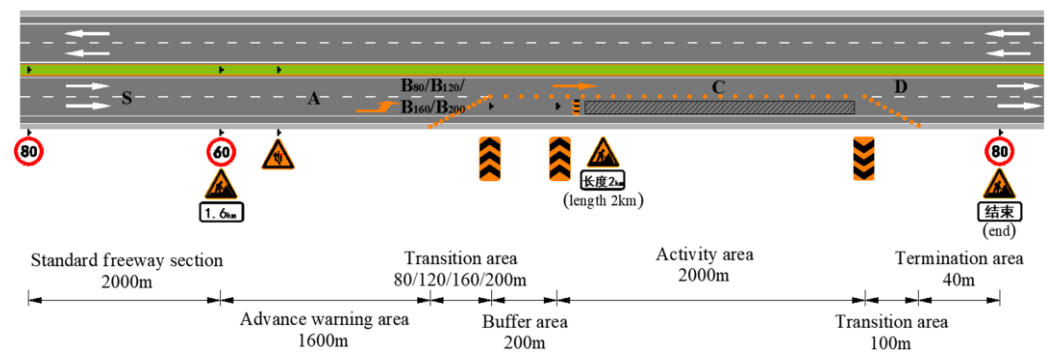 S
A
B80/B120/
B160/B200
C
D
80
60
1.6km
长度2km
(length 2km)
80
结束
(end)
Standard freeway section
2000m
Advance warning area
1600m
Transition area
80/120/160/200m
Buffer area
200m
Activity area
2000m
Transition area
100m
Termination area
40m